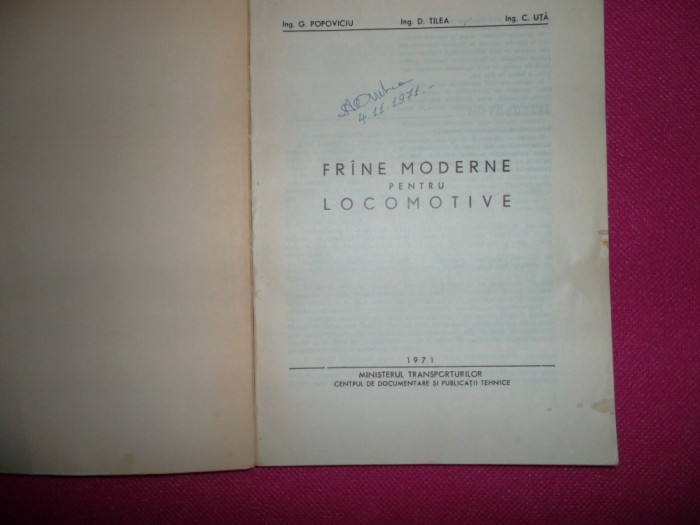 Ing. G. POPOVICIU Ing. D. TILEA Ing. C. UȚĂ
4.11.1971
FRÎNE MODERNE
PENTRU
LOCOMOTIVE
1971
MINISTERUL TRANSPORTURILOR
CENTRUL DE DOCUMENTARE ȘI PUBLICAȚII TEHNICE